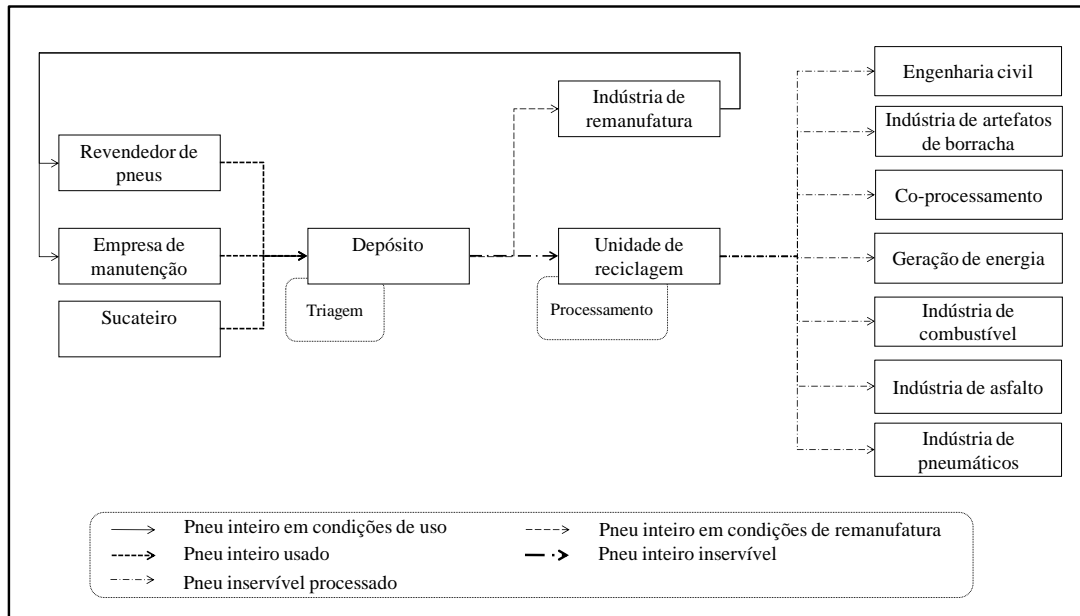 Engenharia civil
Indústria de
remanufatura
Indústria de artefatos
de borracha
Revendedor de
pneus
Co-processamento
Empresa de
manutenção
Depósito
Unidade de
reciclagem
Geração de energia
Triagem
Processamento
Sucateiro
Indústria de
combustível
Indústria de asfalto
Indústria de
pneumáticos
Pneu inteiro em condições de uso
Pneu inteiro em condições de remanufatura
Pneu inteiro usado
Pneu inteiro inservível
Pneu inservível processado